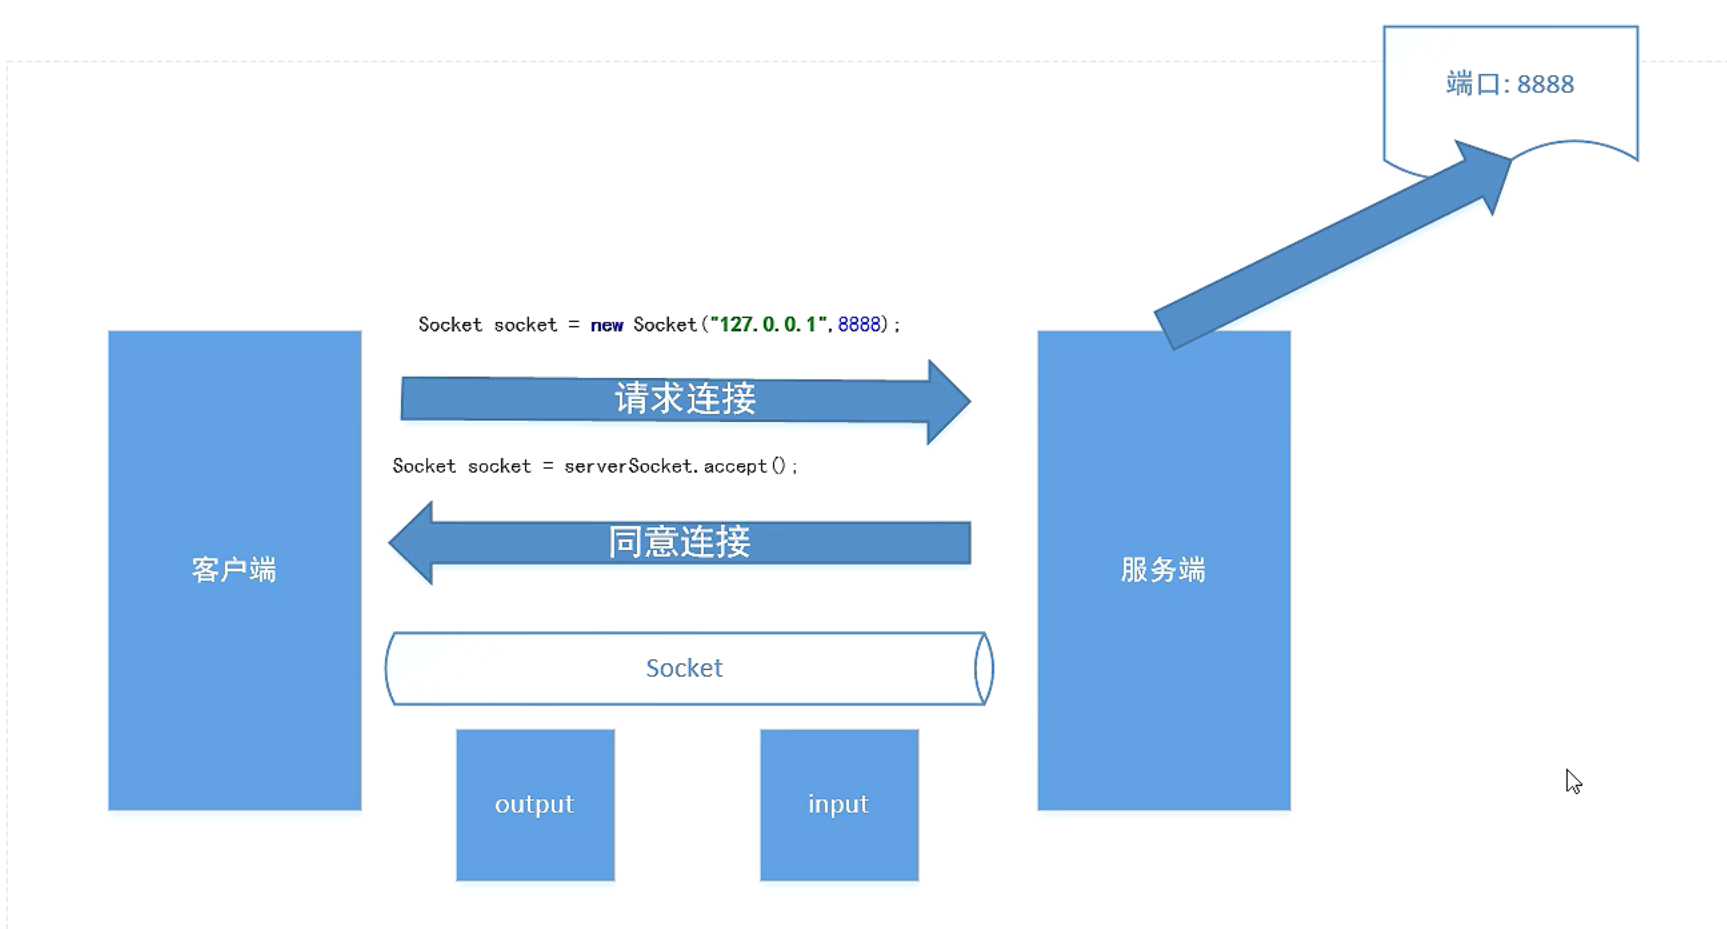 端口: 8888
Socket socket = new Socket("127.0.0.1",8888);
请求连接
Socket socket = serverSocket.accept();
同意连接
客户端
服务端
Socket
output
input